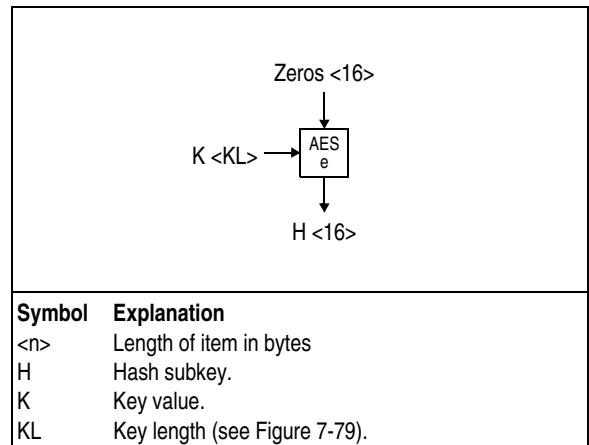 Zeros <16>
K <KL>
AES
e
H <16>
Symbol Explanation
<n> Length of item in bytes
H Hash subkey.
K Key value.
KL Key length (see Figure 7-79).